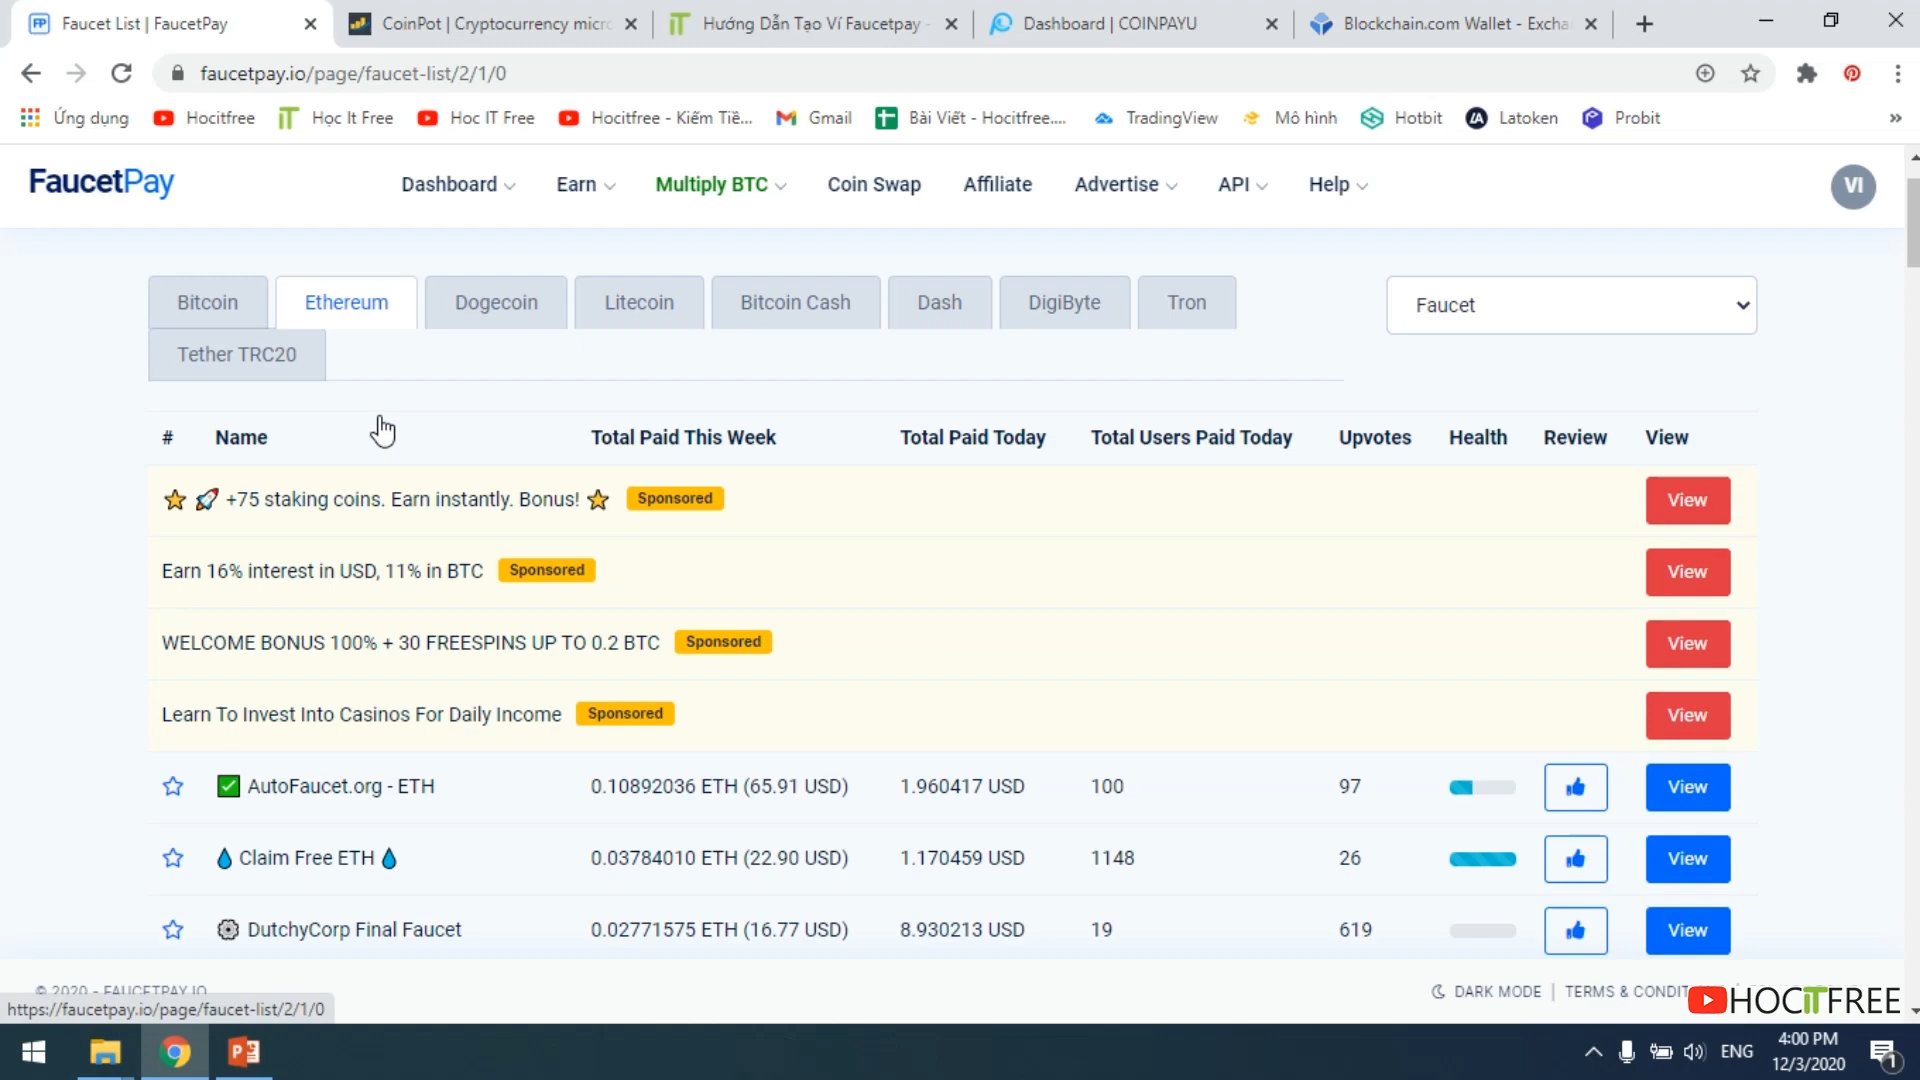 Faucet List | FaucetPay
CoinPot | Cryptocurrency micro
Hướng Dẫn Tạo Ví Faucetpay -
Dashboard | COINPAYU
Blockchain.com Wallet - Excha
faucetpay.io/page/faucet-list/2/1/0
Ứng dụng
Hocitfree
Học It Free
Hoc IT Free
Hocitfree - Kiếm Tiề...
Gmail
Bài Viết - Hocitfree....
TradingView
Mô hình
Hotbit
Latoken
Probit
FaucetPay
Dashboard
Earn
Multiply BTC
Coin Swap
Affiliate
Advertise
API
Help
VI
Bitcoin
Ethereum
Dogecoin
Litecoin
Bitcoin Cash
Dash
DigiByte
Tron
Faucet
Tether TRC20
# Name Total Paid This Week Total Paid Today Total Users Paid Today Upvotes Health Review View
+75 staking coins. Earn instantly. Bonus! Sponsored View
Earn 16% interest in USD, 11% in BTC Sponsored View
WELCOME BONUS 100% + 30 FREESPINS UP TO 0.2 BTC Sponsored View
Learn To Invest Into Casinos For Daily Income Sponsored View
AutoFaucet.org - ETH 0.10892036 ETH (65.91 USD) 1.960417 USD 100 97 View
Claim Free ETH 0.03784010 ETH (22.90 USD) 1.170459 USD 1148 26 View
DutchyCorp Final Faucet 0.02771575 ETH (16.77 USD) 8.930213 USD 19 619 View
© 2020 - FAUCETPAY.IO
DARK MODE | TERMS & CONDIT
https://faucetpay.io/page/faucet-list/2/1/0
HOCITFREE
ENG
4:00 PM
12/3/2020
1